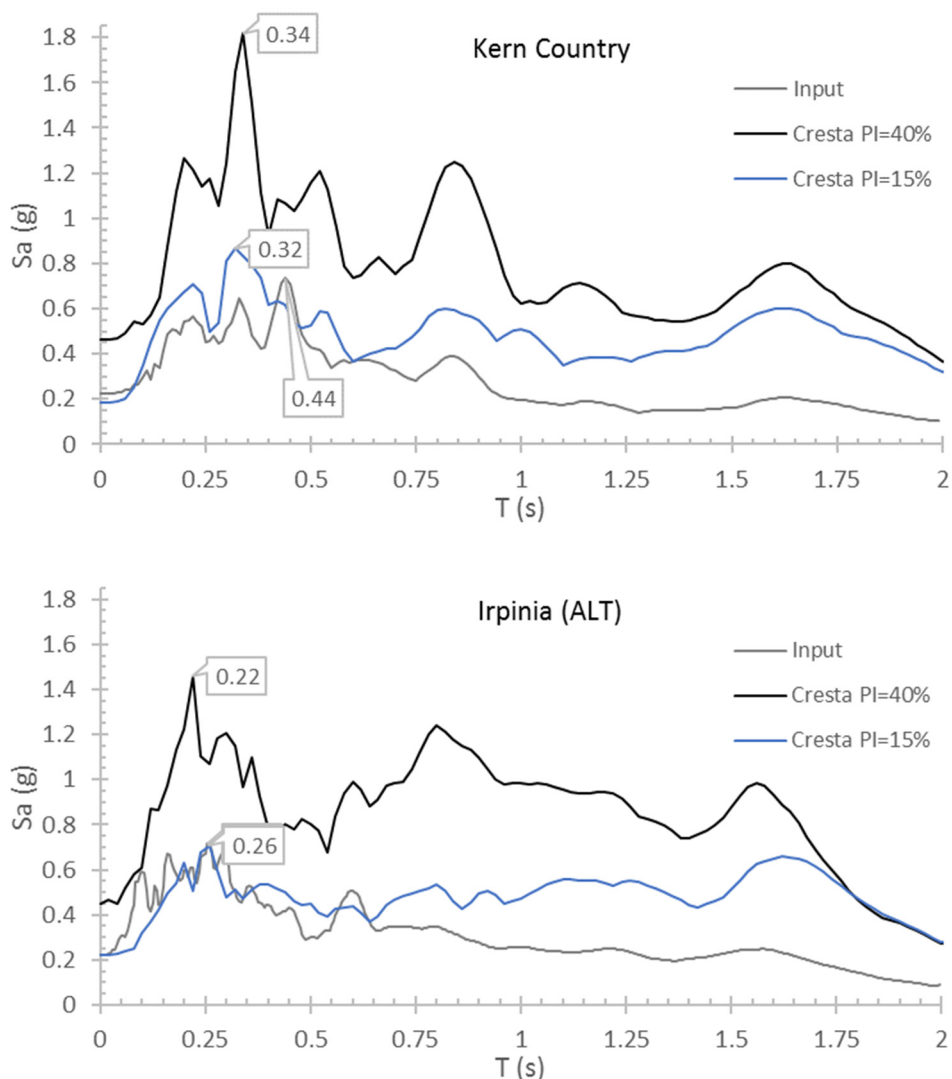 Kern Country
Sa (g)
1.8
1.6
1.4
1.2
1
0.8
0.6
0.4
0.2
0
0.34
0.32
0.44
Input
Cresta PI=40%
Cresta PI=15%
0 0.25 0.5 0.75 1 1.25 1.5 1.75 2
T (s)
Irpinia (ALT)
Sa (g)
1.8
1.6
1.4
1.2
1
0.8
0.6
0.4
0.2
0
0.22
0.26
Input
Cresta PI=40%
Cresta PI=15%
0 0.25 0.5 0.75 1 1.25 1.5 1.75 2
T (s)